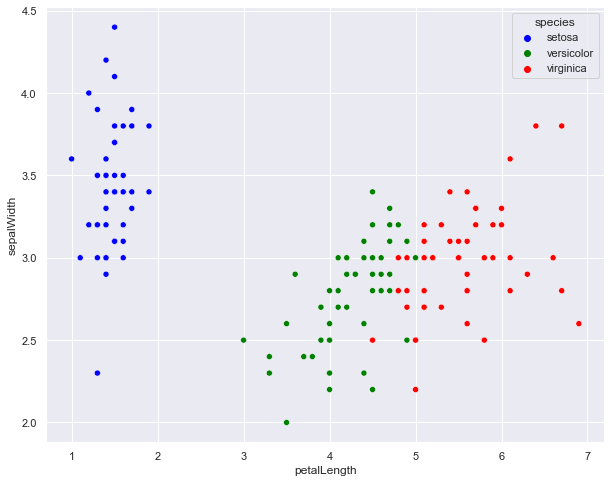 species
setosa
versicolor
virginica
4.5
4.0
3.5
3.0
2.5
2.0
sepalWidth
1 2 3 4 5 6 7
petalLength